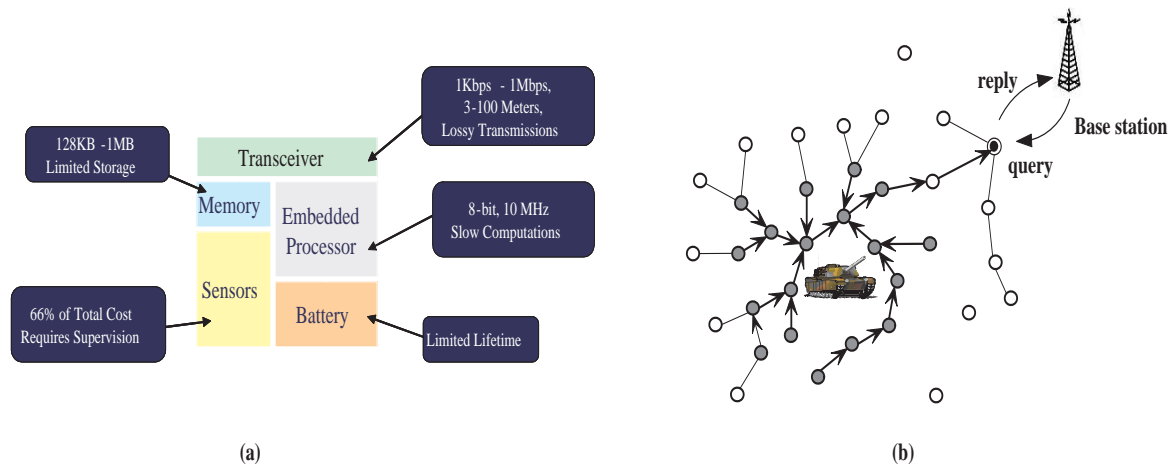 1Kbps - 1Mbps,
3-100 Meters,
Lossy Transmissions
128KB -1MB
Limited Storage
Transceiver
Memory
Embedded
Processor
8-bit, 10 MHz
Slow Computations
Sensors
Battery
66% of Total Cost
Requires Supervision
Limited Lifetime
(a)
reply
Base station
query
(b)